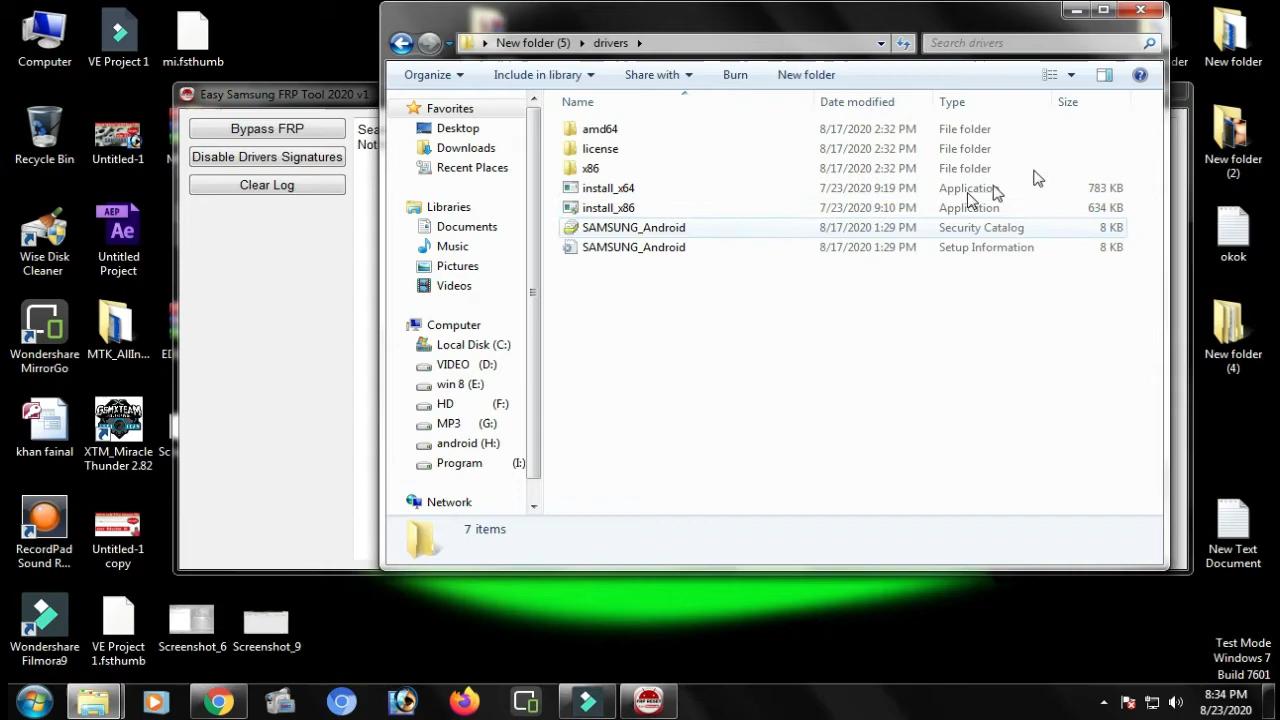 Computer
VE Project 1
mi.fsthumb
Recycle Bin
Untitled-1
Wise Disk
Cleaner
Untitled
Project
Wondershare
MirrorGo
MTK_AllIn...
khan fainal
XTM_Miracle
Thunder 2.82
RecordPad
Sound R...
Untitled-1
copy
Wondershare
Filmora9
VE Project
1.fsthumb
Screenshot_6
Screenshot_9
Easy Samsung FRP Tool 2020 v1
Bypass FRP
Disable Drivers Signatures
Clear Log
Sea
Not
New folder (5)
drivers
Search drivers
Organize
Include in library
Share with
Burn
New folder
Favorites
Desktop
Downloads
Recent Places
Libraries
Documents
Music
Pictures
Videos
Computer
Local Disk (C:)
VIDEO (D:)
win 8 (E:)
HD (F:)
MP3 (G:)
android (H:)
Program (I:)
Network
Name Date modified Type Size
amd64 8/17/2020 2:32 PM File folder
license 8/17/2020 2:32 PM File folder
x86 8/17/2020 2:32 PM File folder
install_x64 7/23/2020 9:19 PM Application 783 KB
install_x86 7/23/2020 9:10 PM Application 634 KB
SAMSUNG_Android 8/17/2020 1:29 PM Security Catalog 8 KB
SAMSUNG_Android 8/17/2020 1:29 PM Setup Information 8 KB
7 items
New folder
New folder
(2)
okok
New folder
(4)
New Text
Document
Test Mode
Windows 7
Build 7601
8:34 PM
8/23/2020